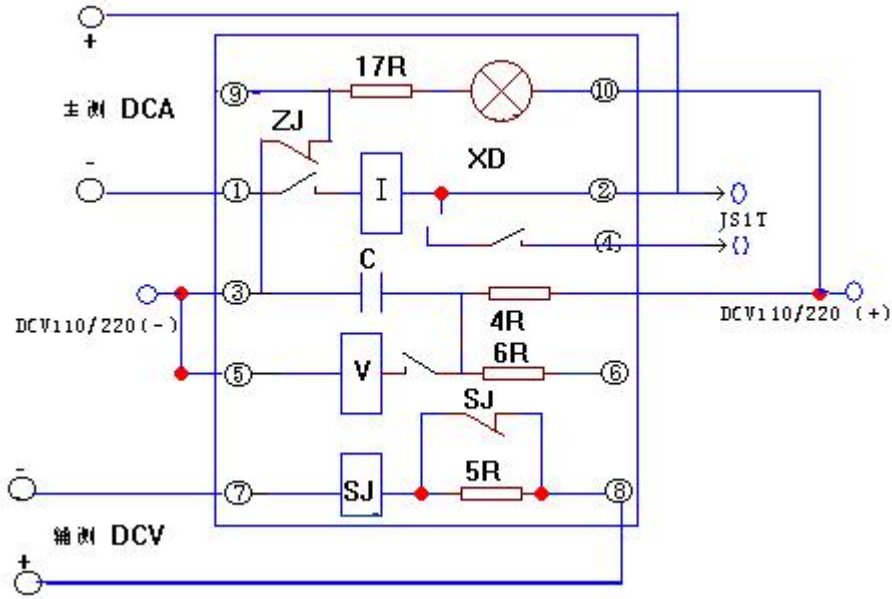 +
17R
⑨
⑩
主测 DCA
ZJ
-
XD
①
I
②
JS1T
④
C
③
4R
DCV110/220(-)
DCV110/220 (+)
6R
⑤
V
⑥
SJ
-
5R
⑦
SJ
⑧
辅测 DCV
+